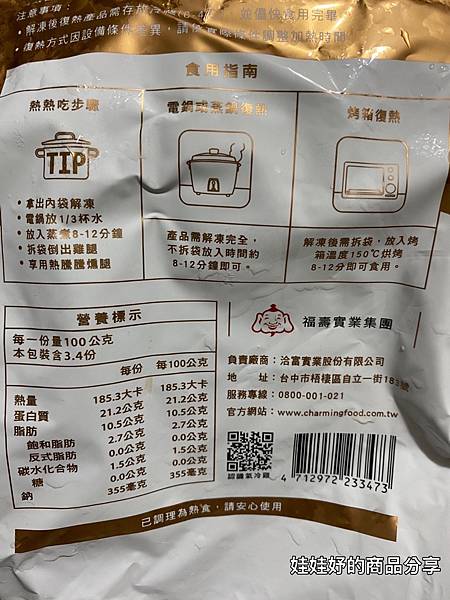 注意事項：
•解凍後復熱產品需存放於冷藏
並儘快食用完畢
•復熱方式因設備條件差異，請依實際條件調整加熱時間
食用指南
熱熱吃步驟
TIP
• 拿出內袋解凍
• 電鍋放1/3杯水
• 放入蒸煮8-12分鐘
• 拆袋倒出雞腿
• 享用熱騰騰燻腿
電鍋或蒸鍋復熱
產品需解凍完全，
不拆袋放入時間約
8-12分鐘即可。
烤箱復熱
解凍後需拆袋，放入烤
箱溫度150℃烘烤
8-12分即可食用。
營養標示
每一份量100公克
本包裝含3.4份
每份 每100公克
熱量 185.3大卡 185.3大卡
蛋白質 21.2公克 21.2公克
脂肪 10.5公克 10.5公克
飽和脂肪 2.7公克 2.7公克
反式脂肪 0.0公克 0.0公克
碳水化合物 1.5公克 1.5公克
糖 0.0公克 0.0公克
鈉 355毫克 355毫克
福壽實業集團
負責廠商：洽富實業股份有限公司
地　　址：台中市梧棲區自立一街183號
服務專線：0800-001-021
官方網站：www.charmingfood.com.tw
認識氣冷雞
4 712972 233473
已調理為熱食，請安心使用
娃娃妤的商品分享